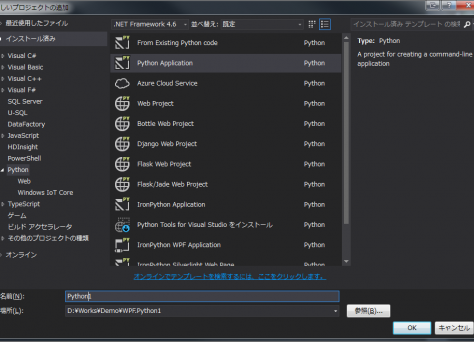 しいプロジェクトの追加
最近使用したファイル
インストール済み
Visual C#
Visual Basic
Visual C++
Visual F#
SQL Server
U-SQL
DataFactory
JavaScript
HDInsight
PowerShell
Python
Web
Windows IoT Core
TypeScript
ゲーム
ビルド アクセラレータ
その他のプロジェクトの種類
オンライン
.NET Framework 4.6 並べ替え: 既定
From Existing Python code Python
Python Application Python
Azure Cloud Service Python
Web Project Python
Bottle Web Project Python
Django Web Project Python
Flask Web Project Python
Flask/Jade Web Project Python
IronPython Application Python
Python Tools for Visual Studio をインストール Python
IronPython WPF Application Python
IronPython Silverlight Web Page Python
オンラインでテンプレートを検索するには、ここをクリックします。
インストール済み テンプレート の検索
Type: Python
A project for creating a command-line
application
名前(N): Python1
場所(L): D:¥Works¥Demo¥WPF.Python1
参照(B)...
OK キャンセル